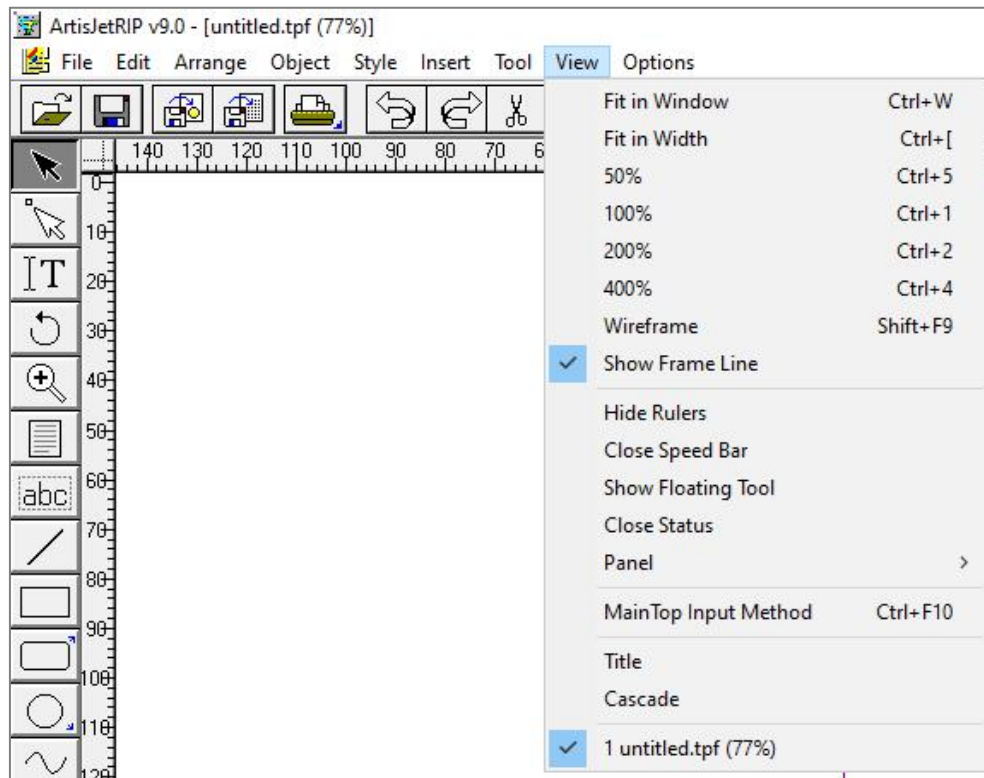 ArtisJetRIP v9.0 - [untitled.tpf (77%)]
File Edit Arrange Object Style Insert Tool View Options
Fit in Window Ctrl+W
Fit in Width Ctrl+[
50% Ctrl+5
100% Ctrl+1
200% Ctrl+2
400% Ctrl+4
Wireframe Shift+F9
Show Frame Line
Hide Rulers
Close Speed Bar
Show Floating Tool
Close Status
Panel
MainTop Input Method Ctrl+F10
Title
Cascade
1 untitled.tpf (77%)
140 130 120 110 100 90 80 70 6
0
10
20
30
40
50
60
70
80
90
100
110
120
T
abc